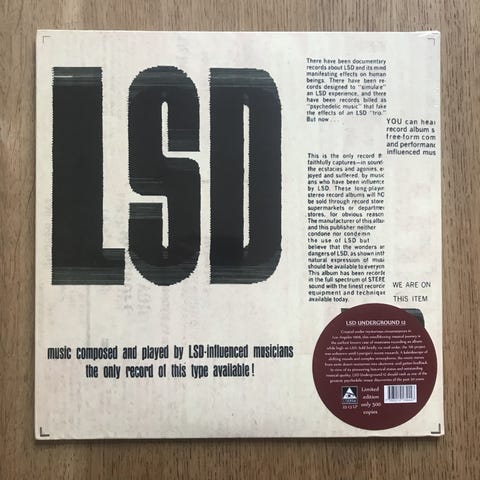 LSD
There have been documentary
records about LSD and its mind
manifesting effects on human
beings. There have been re-
cords designed to "simulate"
an LSD experience, and there
have been records billed as
"psychedelic music" that fake
the effects of an LSD "trip."
But now . . .
YOU can hear
record album s
free-form com
and performanc
influenced mus
This is the only record th
faithfully captures—in sound
the ecstacies and agonies, e
joyed and suffered, by musi
ans who have been influence
by LSD. These long-playin
stereo record albums will NO
be sold through record store
supermarkets or departmen
stores, for obvious reason
The manufacturer of this albu
and this publisher neither
condone nor condemn
the use of LSD but
believe that the wonders an
dangers of LSD, as shown in th
natural expression of musi
should be available to everyon
This album has been recorde
in the full spectrum of STERE
sound with the finest recordin
equipment and technique
available today.
WE ARE ON
THIS ITEM
music composed and played by LSD-influenced musicians
the only record of this type available!
LSD UNDERGROUND 12
Limited
edition
only 500
copies